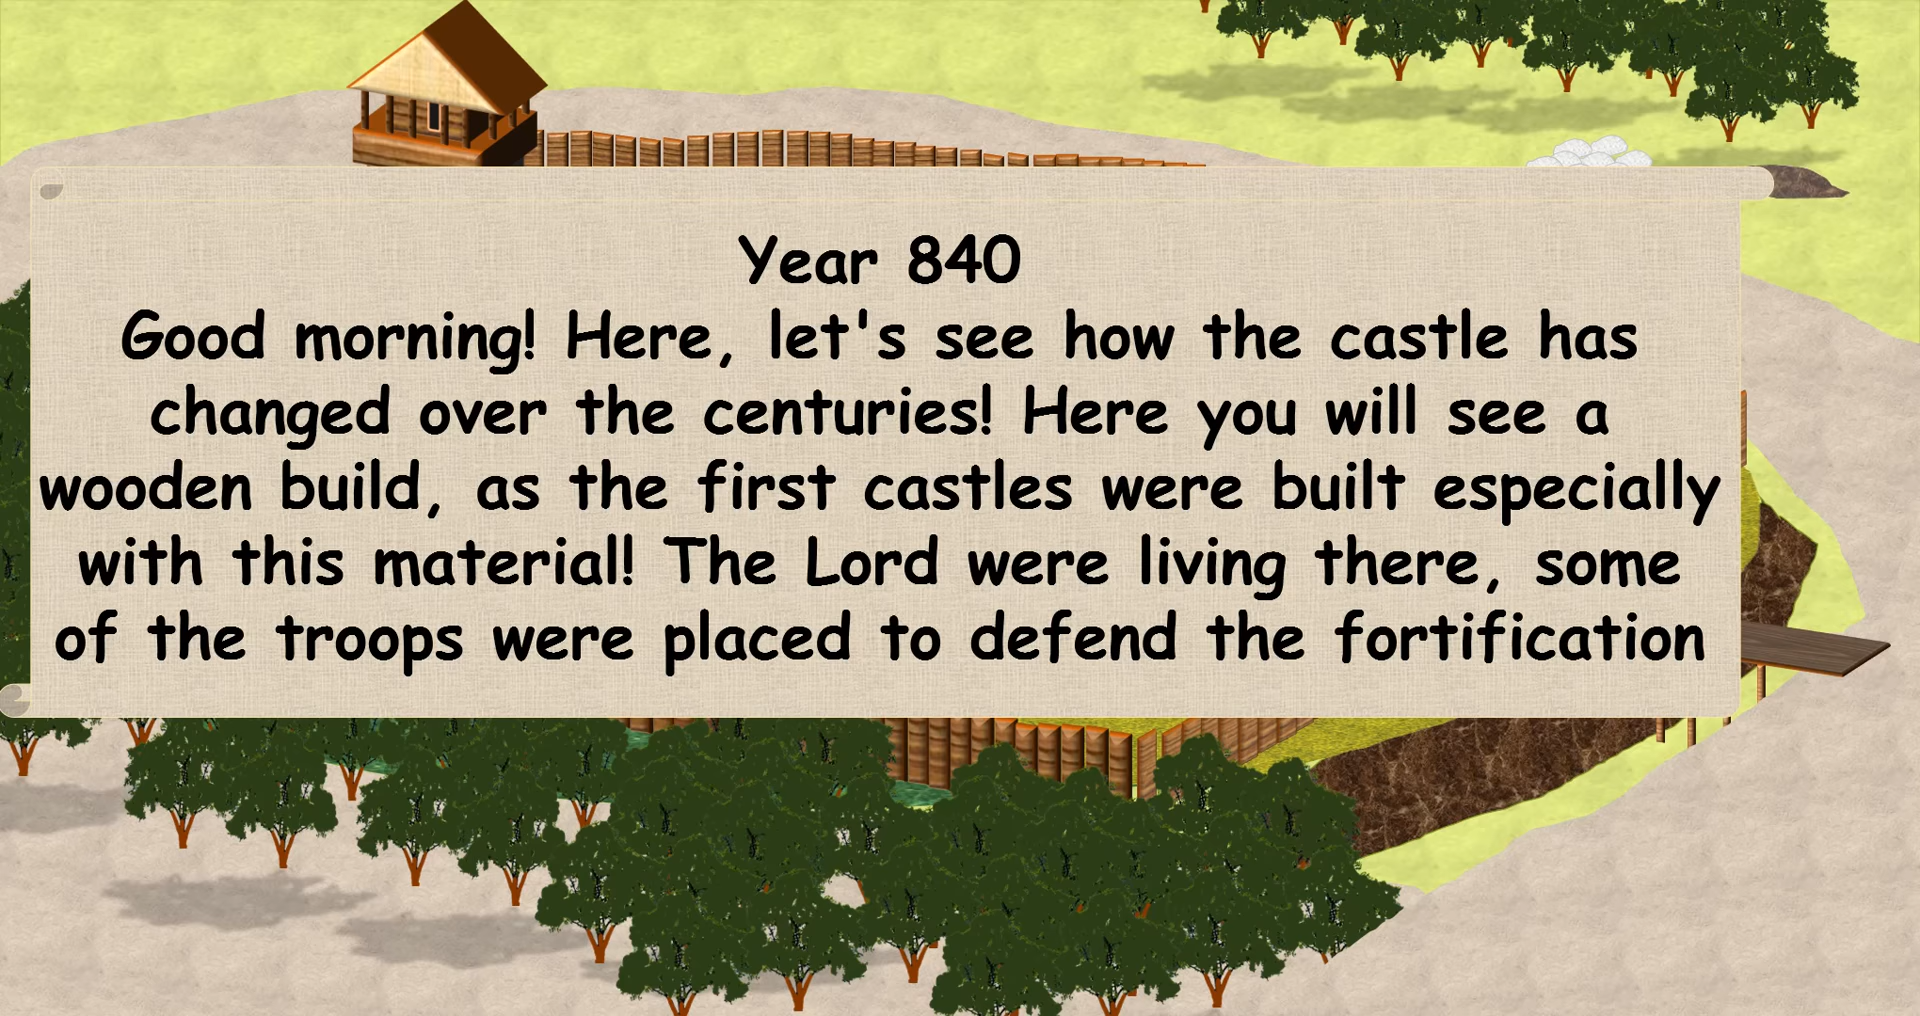 Year 840
Good morning! Here, let's see how the castle has
changed over the centuries! Here you will see a
wooden build, as the first castles were built especially
with this material! The Lord were living there, some
of the troops were placed to defend the fortification